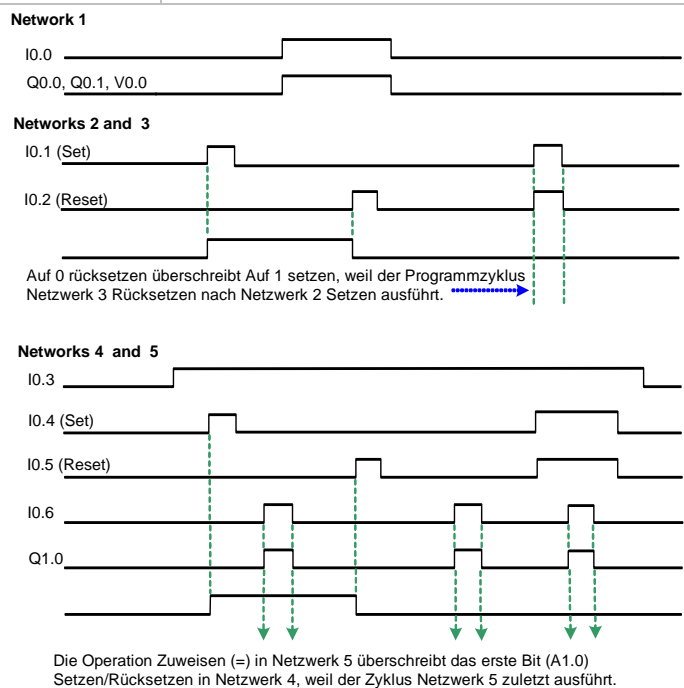 Network 1
I0.0
Q0.0, Q0.1, V0.0
Networks 2 and 3
I0.1 (Set)
I0.2 (Reset)
Auf 0 rücksetzen überschreibt Auf 1 setzen, weil der Programmzyklus
Netzwerk 3 Rücksetzen nach Netzwerk 2 Setzen ausführt.
Networks 4 and 5
I0.3
I0.4 (Set)
I0.5 (Reset)
I0.6
Q1.0
Die Operation Zuweisen (=) in Netzwerk 5 überschreibt das erste Bit (A1.0)
Setzen/Rücksetzen in Netzwerk 4, weil der Zyklus Netzwerk 5 zuletzt ausführt.